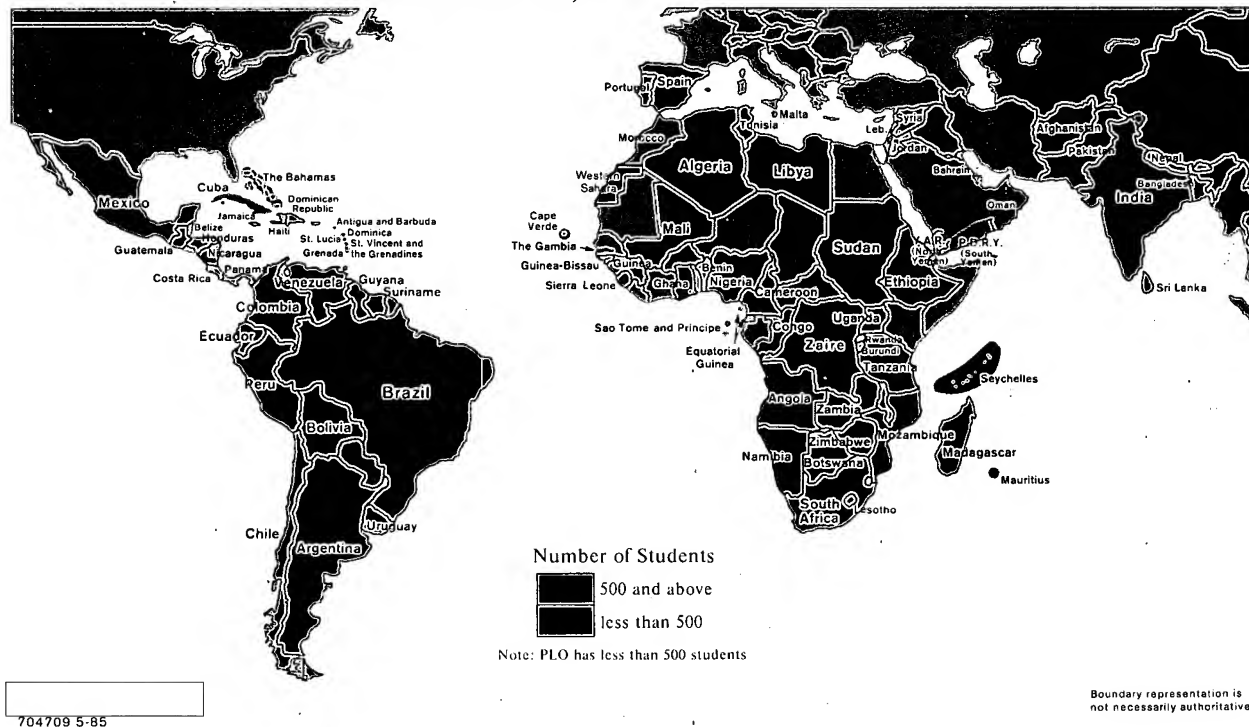 Portugal
Spain
Malta
Tunisia
Morocco
Algeria
Libya
Western
Sahara
Leb.
Syria
Jordan
Bahrain
Afghanistan
Pakistan
Nepal
Bangladesh
India
Oman
Mexico
Cuba
The Bahamas
Dominican
Republic
Jamaica
Haiti
Belize
Honduras
Guatemala
Nicaragua
Costa Rica
Panama
Antigua and Barbuda
Dominica
St. Lucia
St. Vincent and
Grenada
the Grenadines
Guyana
Suriname
Venezuela
Colombia
Ecuador
Peru
Brazil
Bolivia
Chile
Uruguay
Argentina
Cape
Verde
The Gambia
Guinea-Bissau
Sierra Leone
Mali
Guinea
Ghana
Benin
Nigeria
Cameroon
Sudan
Y.A.R.
(North
Yemen)
P.D.R.Y.
(South
Yemen)
Ethiopia
Sri Lanka
Sao Tome and Principe
Equatorial
Guinea
Congo
Zaire
Uganda
Rwanda
Burundi
Tanzania
Seychelles
Angola
Zambia
Mozambique
Madagascar
Mauritius
Namibia
Zimbabwe
Botswana
South
Africa
Lesotho
Number of Students
500 and above
less than 500
Note: PLO has less than 500 students
704709 5-85
Boundary representation is
not necessarily authoritative